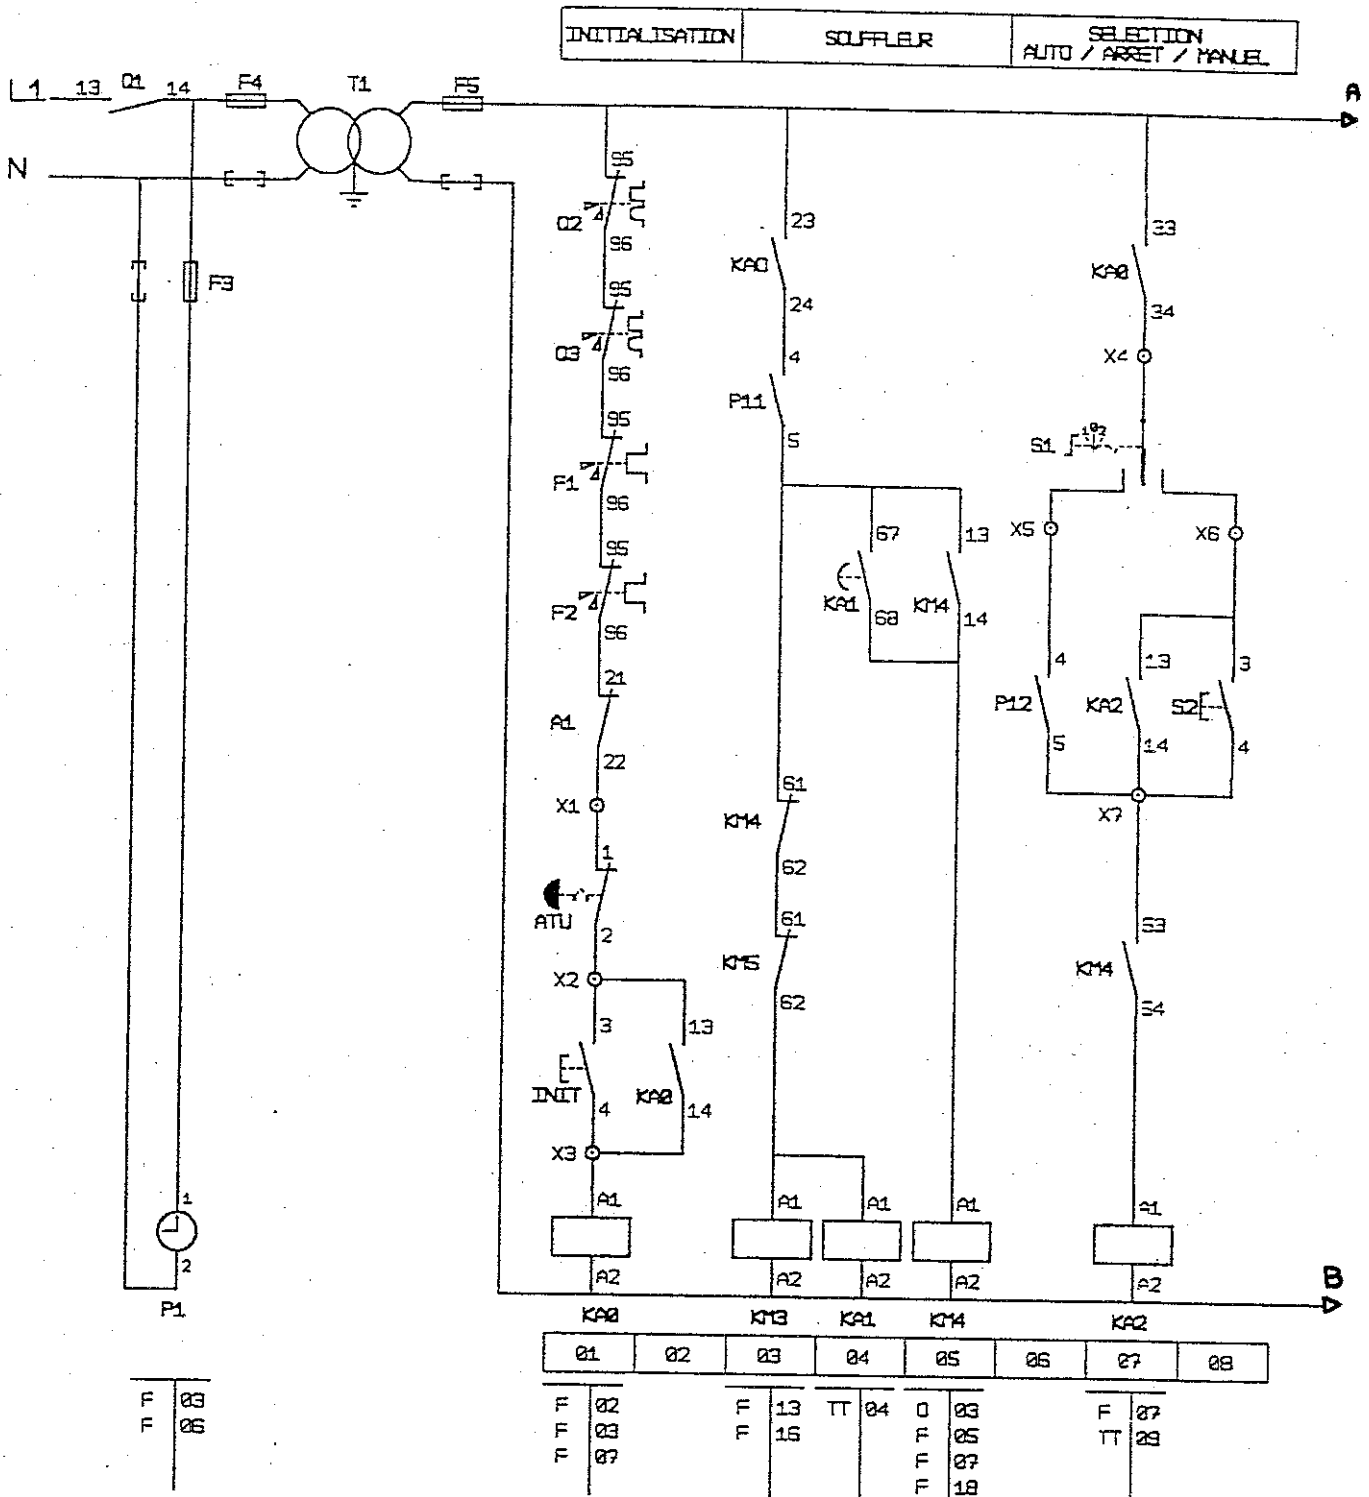 INITIALISATION SOUFFLEUR SELECTION
AUTO / ARRET / MANUEL
L1 13 Q1 14 F4 T1 F5 A
N
95
Q2
96
23 33
KA0 KA0
F3
95 24 34
Q3 4 X4
96
P11
95 5 S1 102
F1
96 67 13 X5 X6
95
KA1 KM4
F2 68 14
96
21 4 13 3
A1 P12 KA2 S2
22 5 14 4
61
X1 X7
KM4
1 62
ATU 61 53
2
X2 KM5 KM4
62 54
3 13
INIT KA0
4 14
X3
1 A1 A1 A1 A1 A1
2 A2 A2 A2 A2 A2 B
P1 KA0 KM3 KA1 KM4 KA2
01 02 03 04 05 06 07 08
F 03 F 02 F 13 TT 04 O 03 F 07
F 06 F 03 F 16 F 05 TT 09
F 07 F 07
F 18